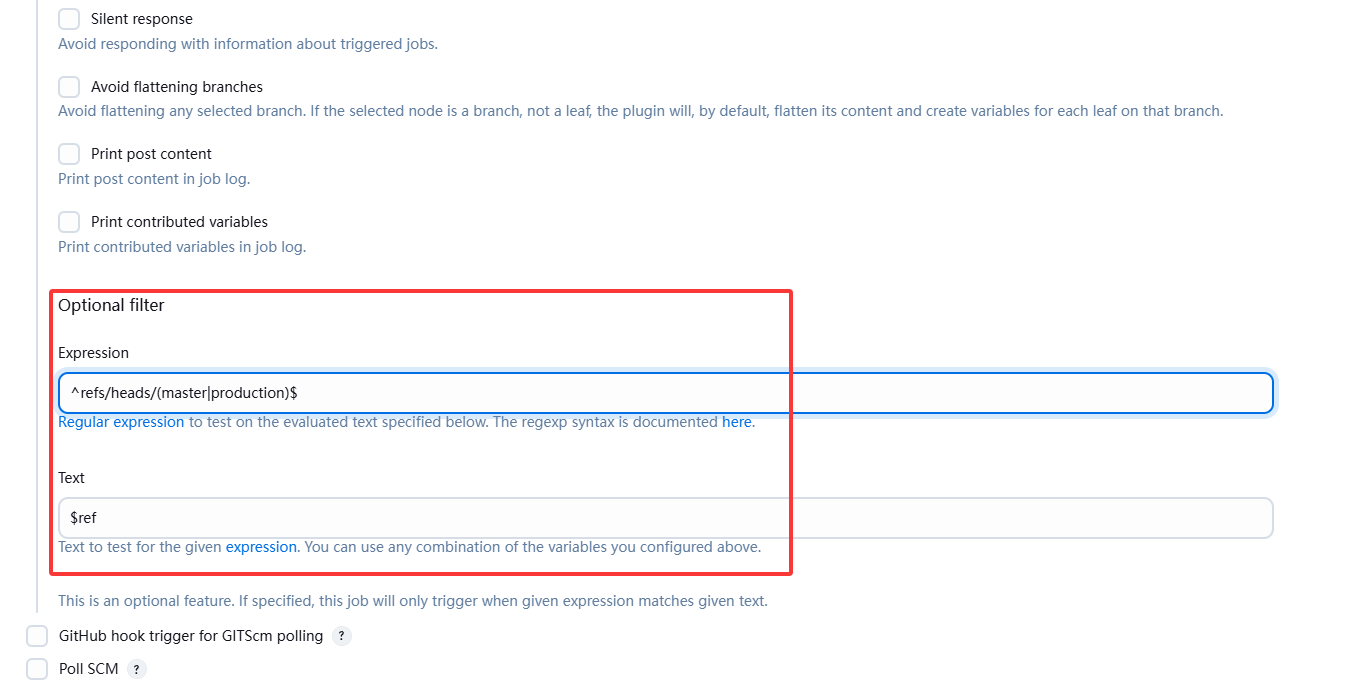 Silent response
Avoid responding with information about triggered jobs.
Avoid flattening branches
Avoid flattening any selected branch. If the selected node is a branch, not a leaf, the plugin will, by default, flatten its content and create variables for each leaf on that branch.
Print post content
Print post content in job log.
Print contributed variables
Print contributed variables in job log.
Optional filter
Expression
^refs/heads/(master|production)$
Regular expression to test on the evaluated text specified below. The regexp syntax is documented here.
Text
$ref
Text to test for the given expression. You can use any combination of the variables you configured above.
This is an optional feature. If specified, this job will only trigger when given expression matches given text.
GitHub hook trigger for GITScm polling ?
Poll SCM ?